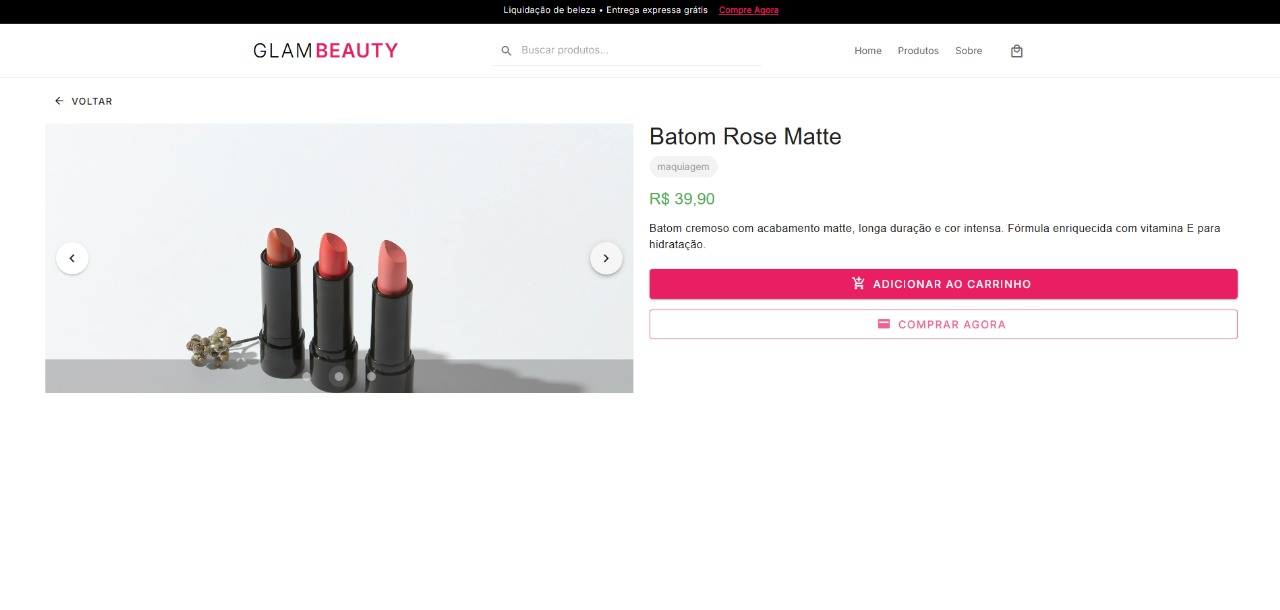 Liquidação de beleza • Entrega expressa grátis Compre Agora
GLAMBEAUTY
Buscar produtos...
Home Produtos Sobre
VOLTAR
Batom Rose Matte
maquiagem
R$ 39,90
Batom cremoso com acabamento matte, longa duração e cor intensa. Fórmula enriquecida com vitamina E para
hidratação.
ADICIONAR AO CARRINHO
COMPRAR AGORA